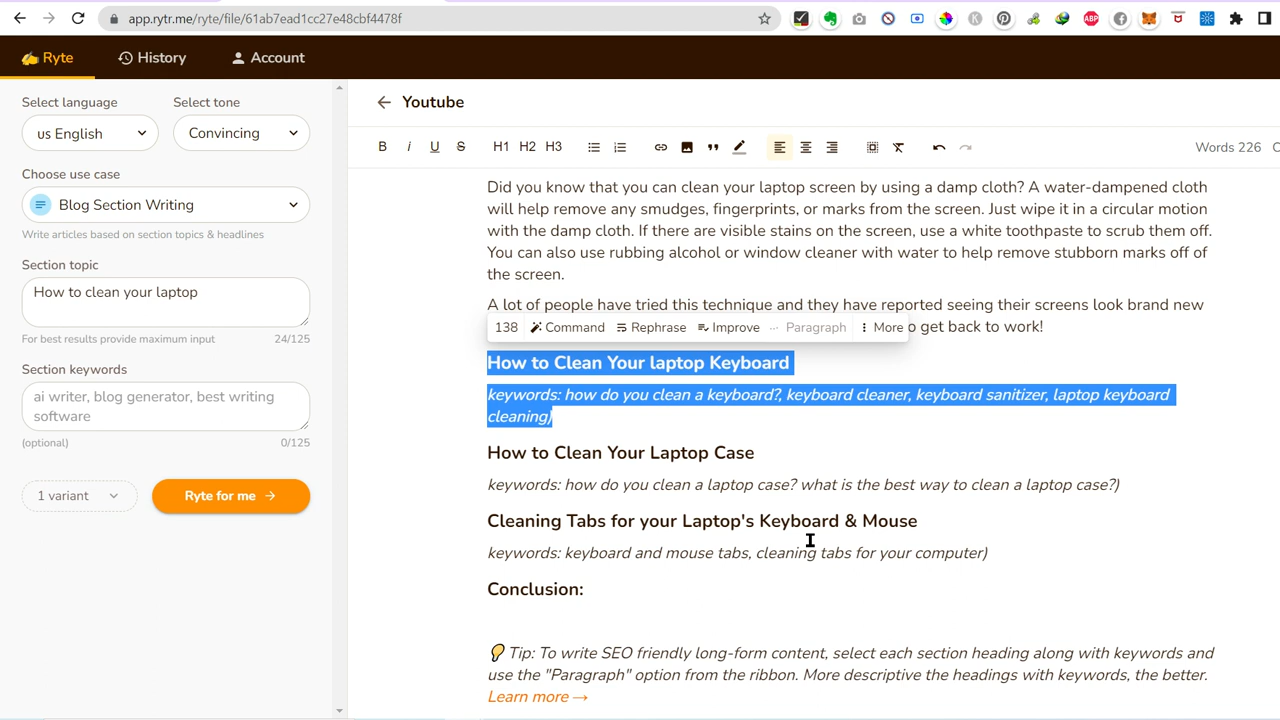 app.rytr.me/ryte/file/61ab7ead1cc27e48cbf4478f
Ryte
History
Account
Select language
Select tone
us English
Convincing
Choose use case
Blog Section Writing
Write articles based on section topics & headlines
Section topic
How to clean your laptop
For best results provide maximum input
24/125
Section keywords
ai writer, blog generator, best writing
software
(optional)
0/125
1 variant
Ryte for me →
Youtube
B i U S H1 H2 H3
Words 226
Did you know that you can clean your laptop screen by using a damp cloth? A water-dampened cloth
will help remove any smudges, fingerprints, or marks from the screen. Just wipe it in a circular motion
with the damp cloth. If there are visible stains on the screen, use a white toothpaste to scrub them off.
You can also use rubbing alcohol or window cleaner with water to help remove stubborn marks off of
the screen.
A lot of people have tried this technique and they have reported seeing their screens look brand new
138 Command Rephrase Improve Paragraph More
o get back to work!
How to Clean Your laptop Keyboard
keywords: how do you clean a keyboard?, keyboard cleaner, keyboard sanitizer, laptop keyboard
cleaning)
How to Clean Your Laptop Case
keywords: how do you clean a laptop case? what is the best way to clean a laptop case?)
Cleaning Tabs for your Laptop's Keyboard & Mouse
keywords: keyboard and mouse tabs, cleaning tabs for your computer)
Conclusion:
Tip: To write SEO friendly long-form content, select each section heading along with keywords and
use the "Paragraph" option from the ribbon. More descriptive the headings with keywords, the better.
Learn more →